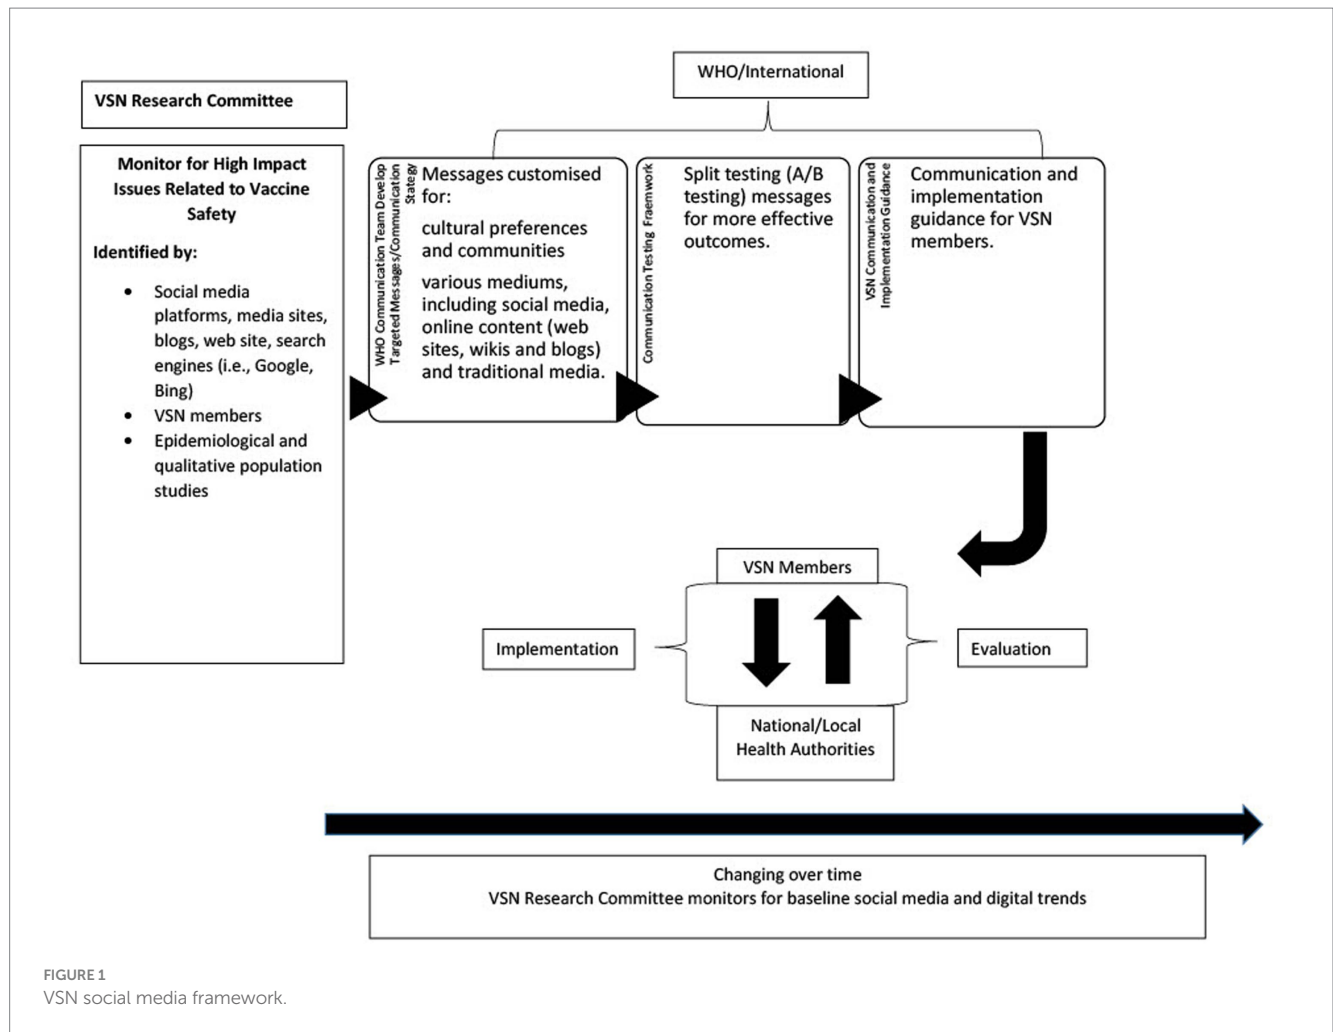 VSN Research Committee
Monitor for High Impact
Issues Related to Vaccine
Safety
Identified by:
• Social media
platforms, media sites,
blogs, web site, search
engines (i.e., Google,
Bing)
• VSN members
• Epidemiological and
qualitative population
studies
WHO/International
WHO Communication Team Develop
Targeted Messages/Communication
Stategy
Messages customised
for:
cultural preferences
and communities
various mediums,
including social media,
online content (web
sites, wikis and blogs)
and traditional media.
Communication Testing Fraemwork
Split testing (A/B
testing) messages
for more effective
outcomes.
VSN Communication and
Implementation Guidance
Communication and
implementation
guidance for VSN
members.
VSN Members
Implementation
Evaluation
National/Local
Health Authorities
Changing over time
VSN Research Committee monitors for baseline social media and digital trends
FIGURE 1
VSN social media framework.